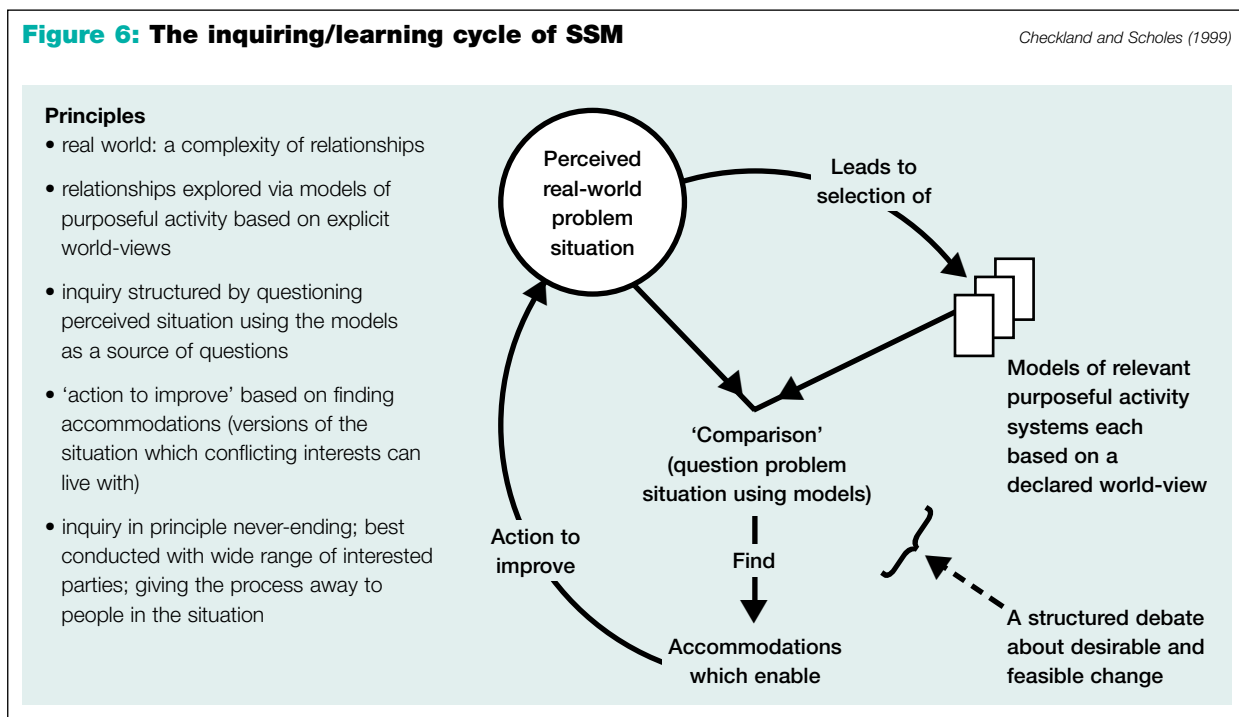 Figure 6: The inquiring/learning cycle of SSM
Checkland and Scholes (1999)
Principles
• real world: a complexity of relationships
• relationships explored via models of
purposeful activity based on explicit
world-views
• inquiry structured by questioning
perceived situation using the models
as a source of questions
• ‘action to improve’ based on finding
accommodations (versions of the
situation which conflicting interests can
live with)
• inquiry in principle never-ending; best
conducted with wide range of interested
parties; giving the process away to
people in the situation
Perceived
real-world
problem
situation
Leads to
selection of
Models of relevant
purposeful activity
systems each
based on a
declared world-view
‘Comparison’
(question problem
situation using models)
Find
Accommodations
which enable
Action to
improve
A structured debate
about desirable and
feasible change